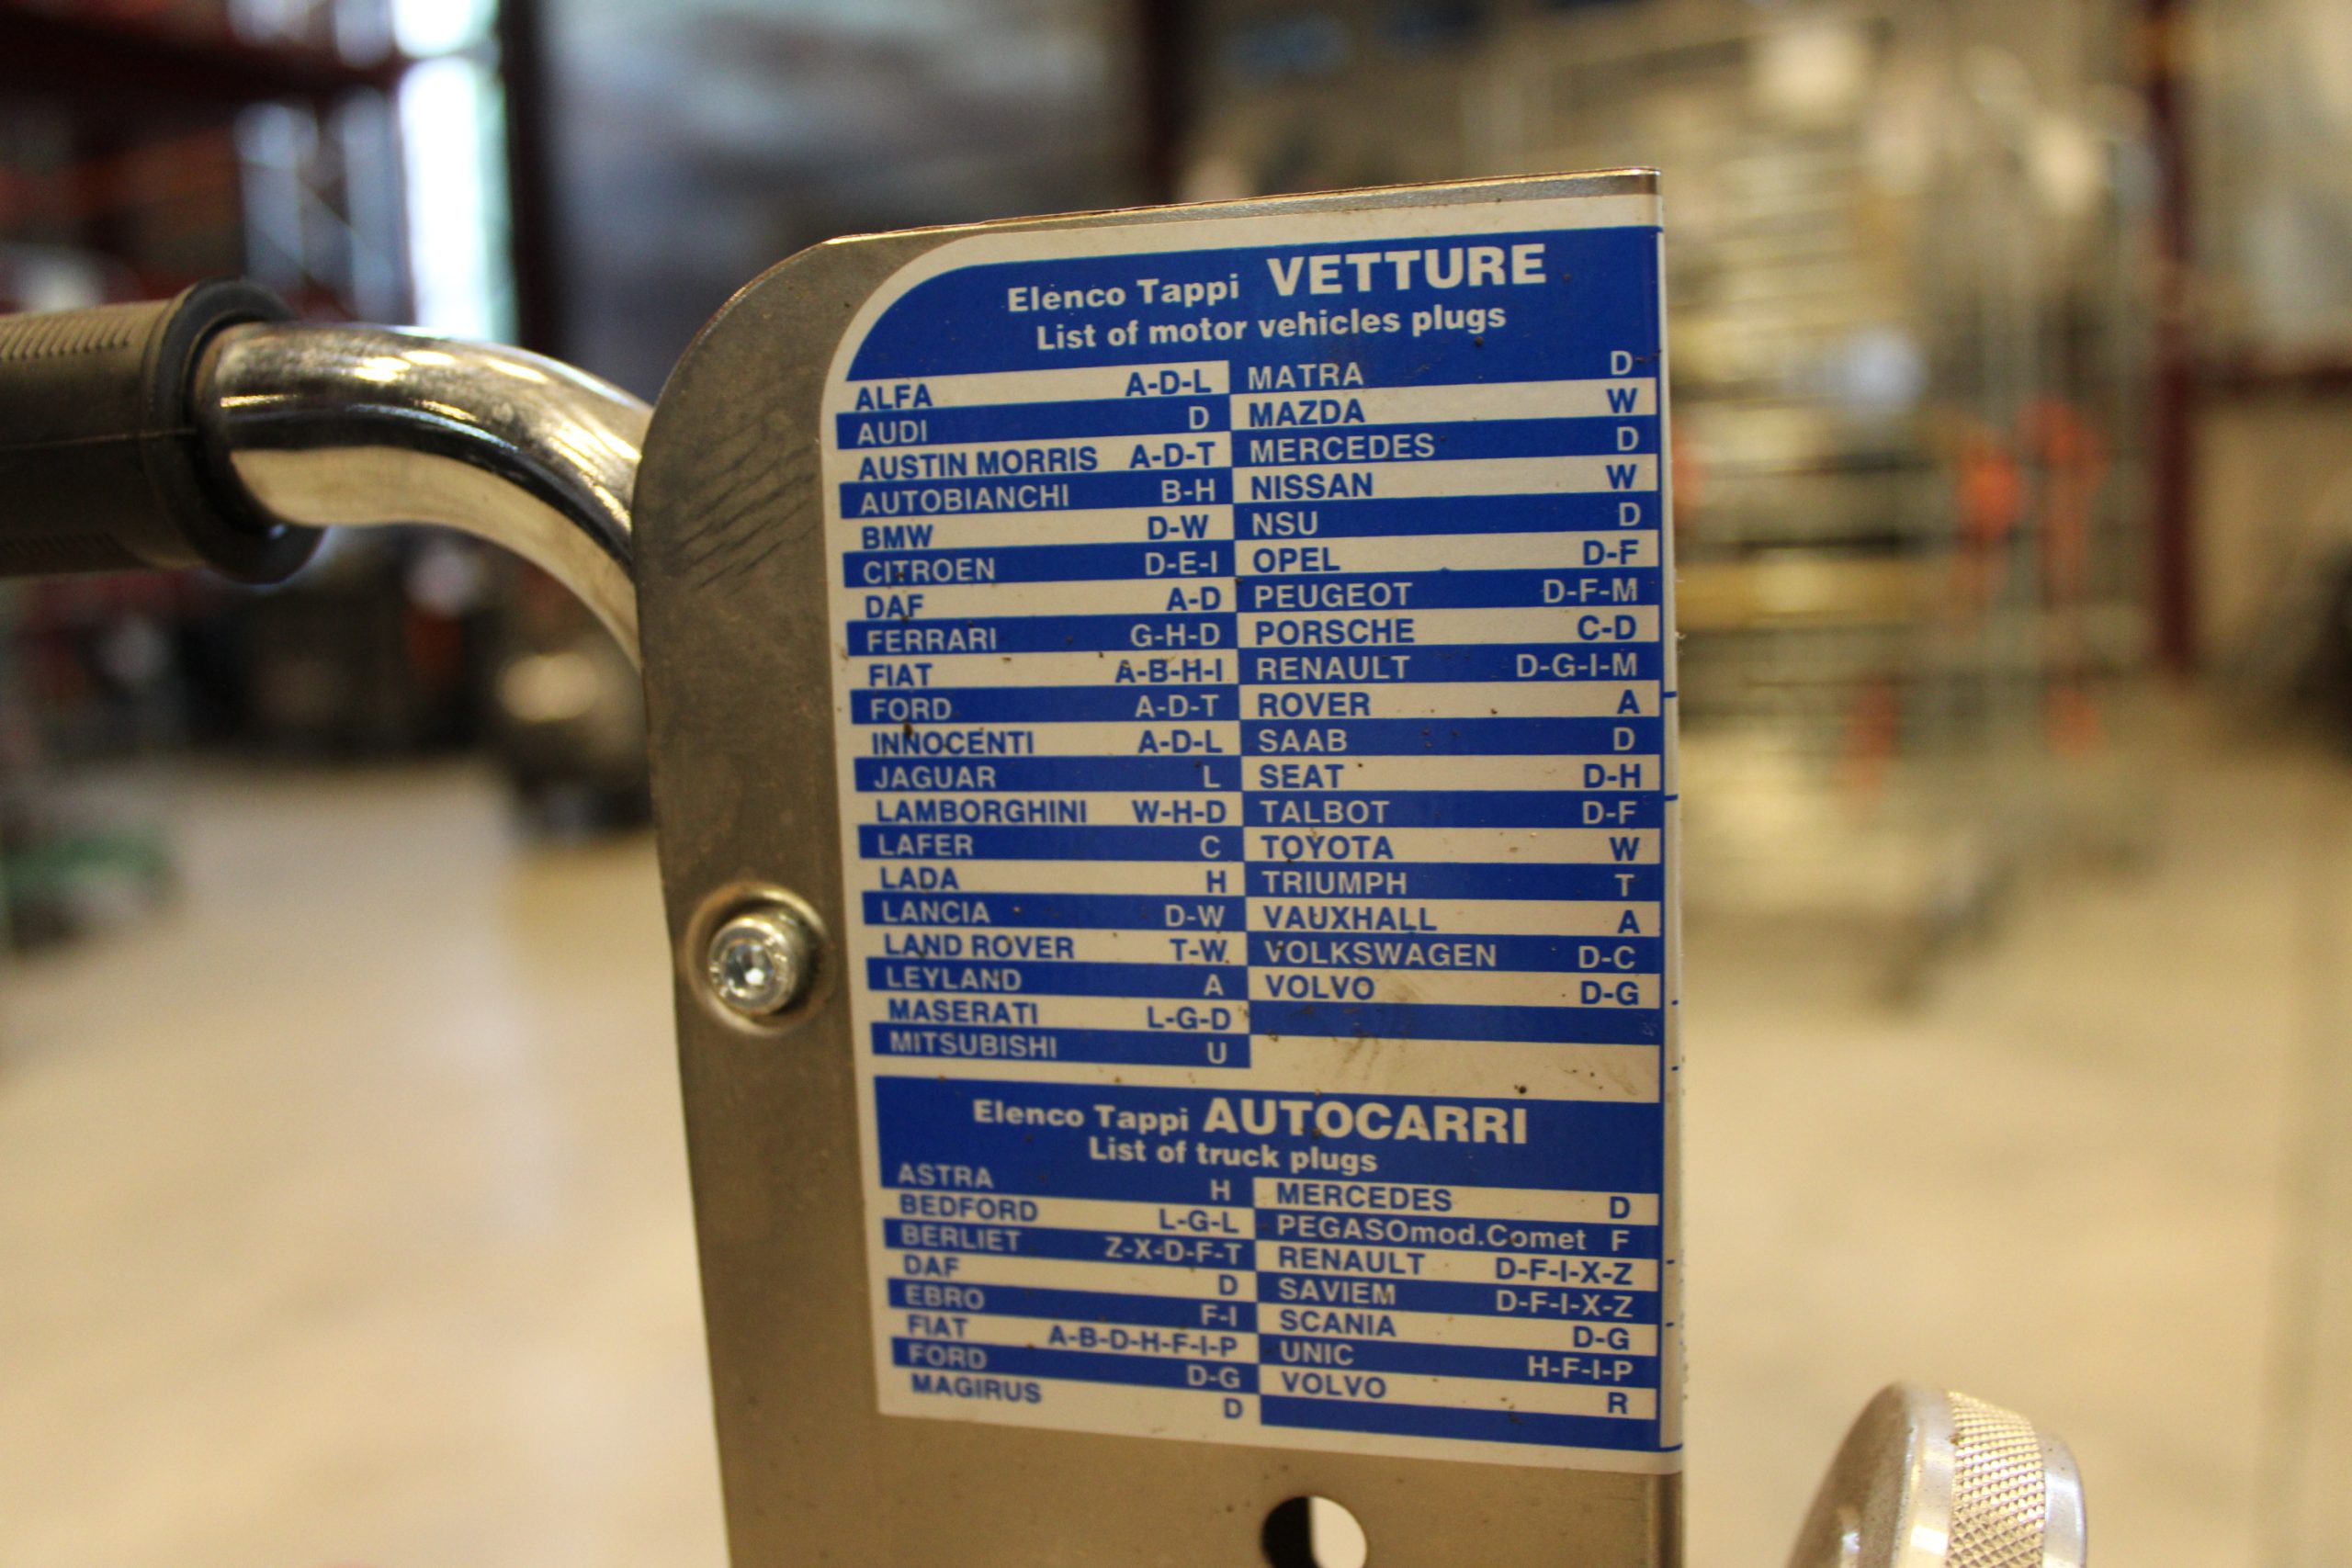 Elenco Tappi VETTURE
List of motor vehicles plugs
ALFA A-D-L MATRA D
AUDI D MAZDA W
AUSTIN MORRIS A-D-T MERCEDES D
AUTOBIANCHI B-H NISSAN W
BMW D-W NSU D
CITROEN D-E-I OPEL D-F
DAF A-D PEUGEOT D-F-M
FERRARI G-H-D PORSCHE C-D
FIAT A-B-H-I RENAULT D-G-I-M
FORD A-D-T ROVER A
INNOCENTI A-D-L SAAB D
JAGUAR L SEAT D-H
LAMBORGHINI W-H-D TALBOT D-F
LAFER C TOYOTA W
LADA H TRIUMPH T
LANCIA D-W VAUXHALL A
LAND ROVER T-W VOLKSWAGEN D-C
LEYLAND A VOLVO D-G
MASERATI L-G-D
MITSUBISHI U
Elenco Tappi AUTOCARRI
List of truck plugs
ASTRA H MERCEDES D
BEDFORD L-G-L PEGASOmod.Comet F
BERLIET Z-X-D-F-T RENAULT D-F-I-X-Z
DAF D SAVIEM D-F-I-X-Z
EBRO F-I SCANIA D-G
FIAT A-B-D-H-F-I-P UNIC H-F-I-P
FORD D-G VOLVO R
MAGIRUS D